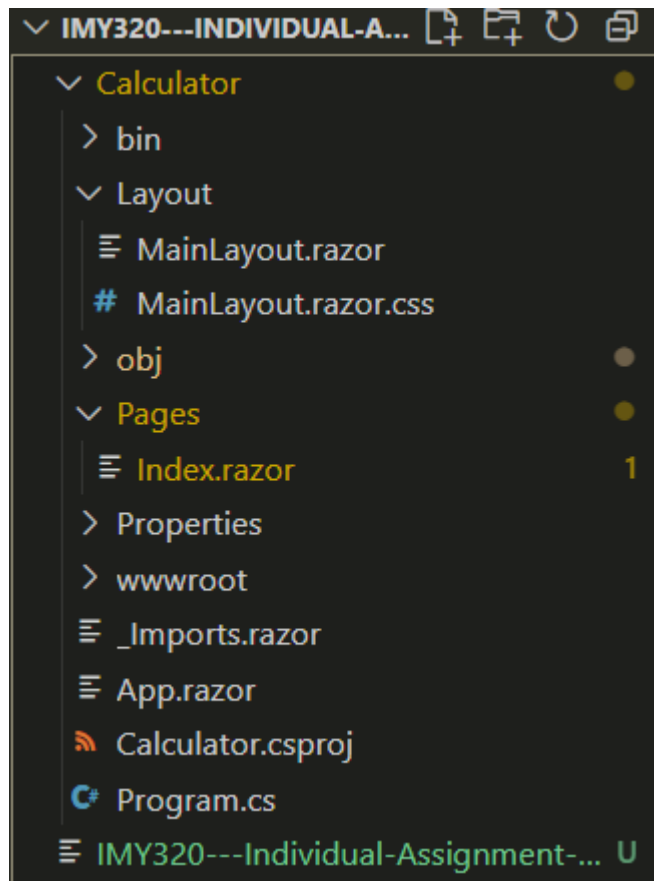 IMY320---INDIVIDUAL-A...
Calculator
bin
Layout
MainLayout.razor
# MainLayout.razor.css
obj
Pages
Index.razor 1
Properties
wwwroot
_Imports.razor
App.razor
Calculator.csproj
C# Program.cs
IMY320---Individual-Assignment-... U